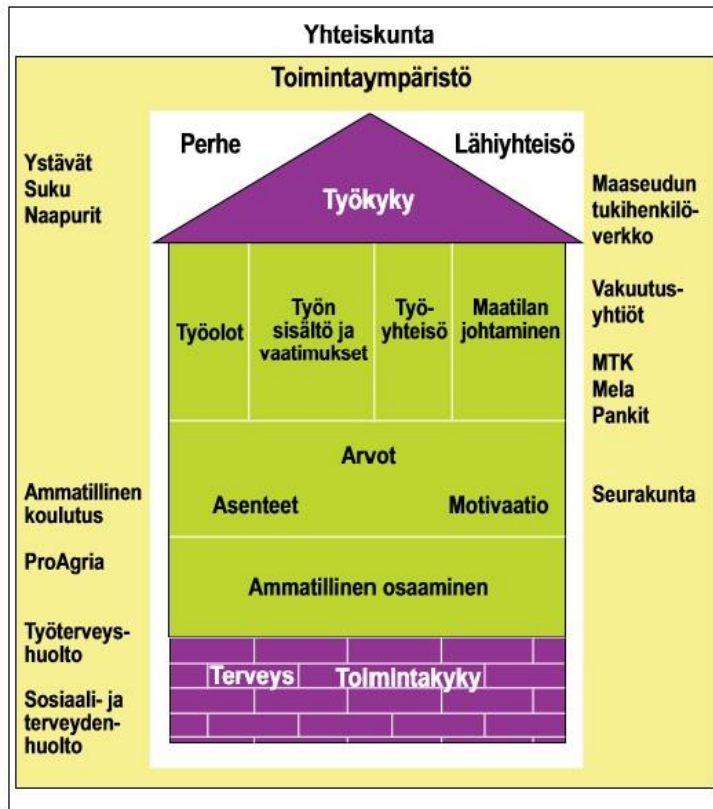 Yhteiskunta
Toimintaympäristö
Perhe
Lähiyhteisö
Ystävät
Suku
Naapurit
Työkyky
Maaseudun
tukihenkilö-
verkko
Työolot
Työn
sisältö ja
vaatimukset
Työ-
yhteisö
Maatilan
johtaminen
Vakuutus-
yhtiöt
MTK
Mela
Pankit
Arvot
Asenteet
Motivaatio
Ammatillinen
koulutus
Seurakunta
ProAgria
Ammatillinen osaaminen
Työterveys-
huolto
Terveys
Toimintakyky
Sosiaali- ja
terveyden-
huolto